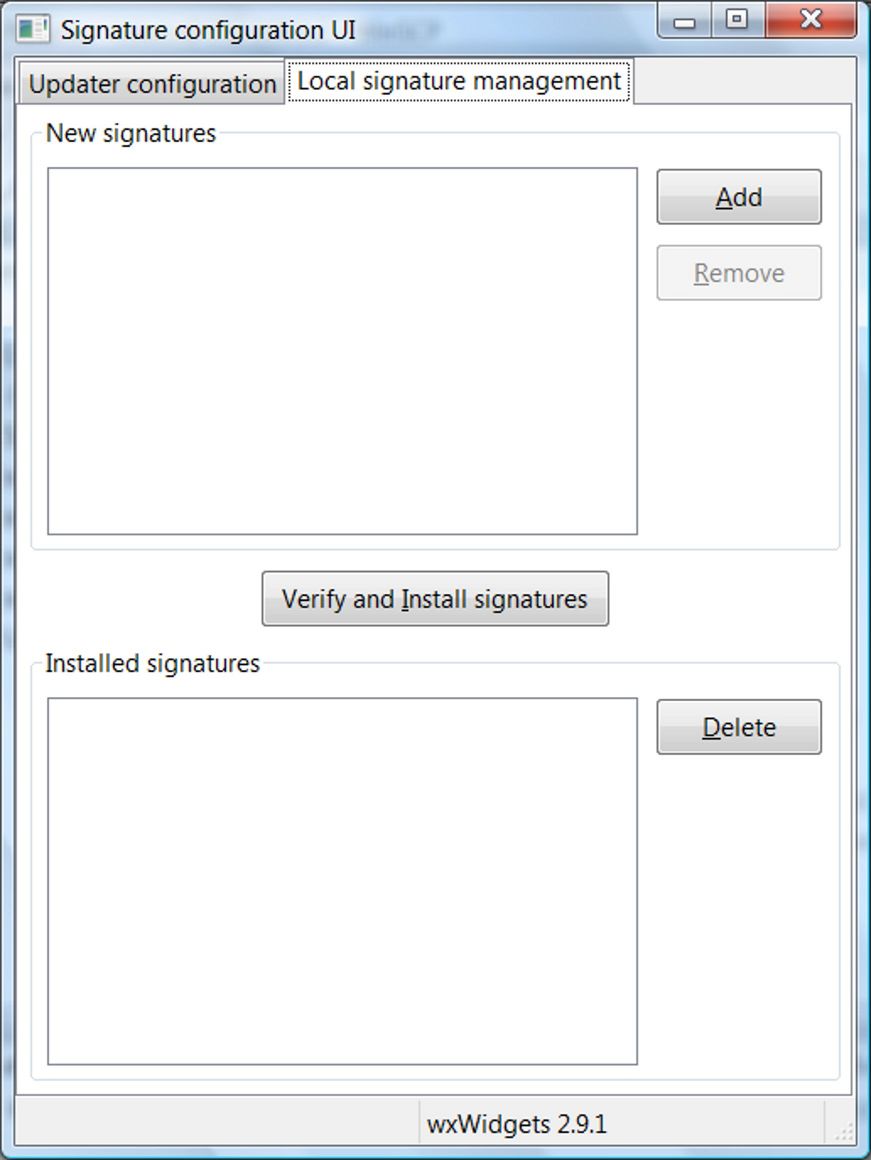 Signature configuration UI
Updater configuration
Local signature management
New signatures
Add
Remove
Verify and Install signatures
Installed signatures
Delete
wxWidgets 2.9.1